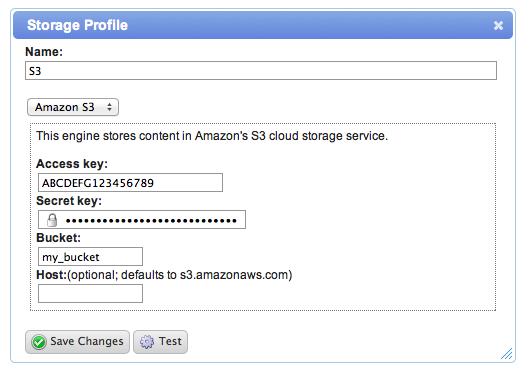 Storage Profile
Name:
S3
Amazon S3
This engine stores content in Amazon's S3 cloud storage service.
Access key:
ABCDEFG123456789
Secret key:
••••••••••••••••••••••••••••
Bucket:
my_bucket
Host:(optional; defaults to s3.amazonaws.com)
Save Changes Test